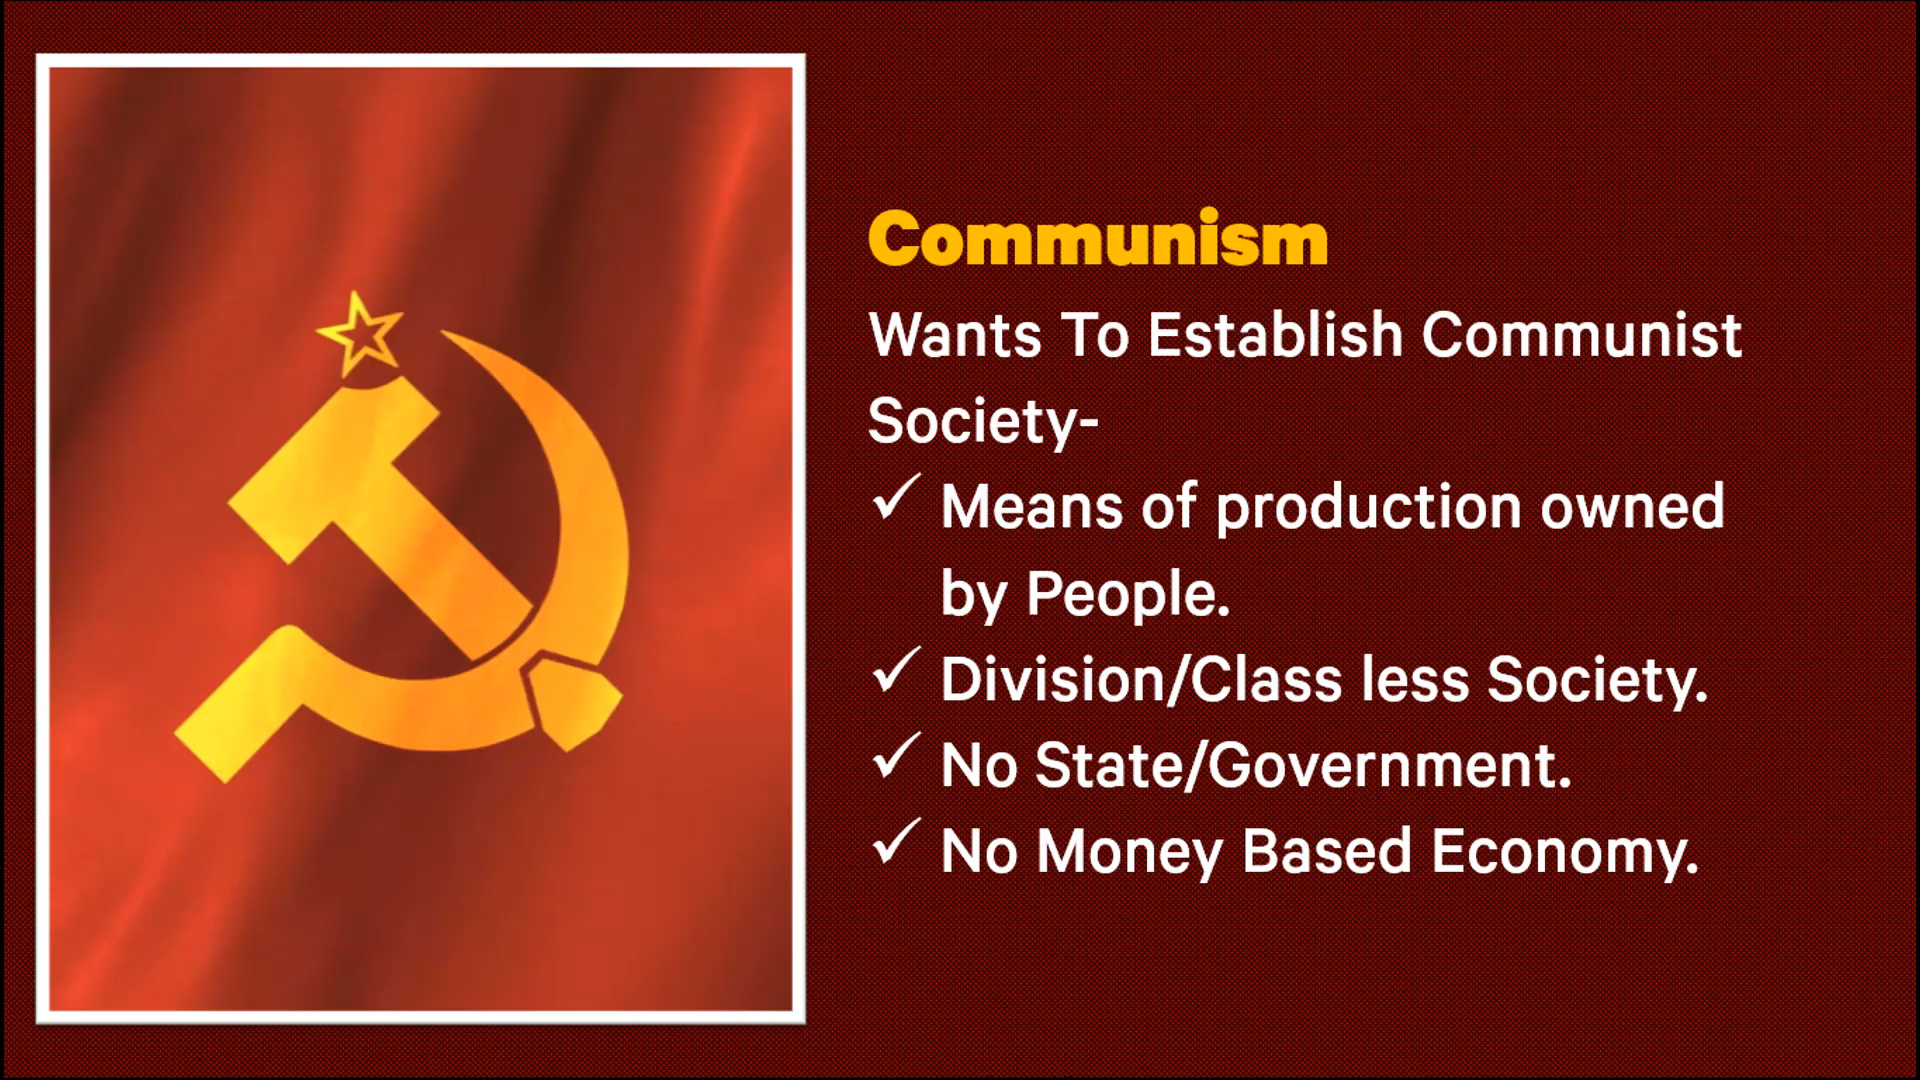 Communism
Wants To Establish Communist
Society-
✓ Means of production owned
by People.
✓ Division/Class less Society.
✓ No State/Government.
✓ No Money Based Economy.